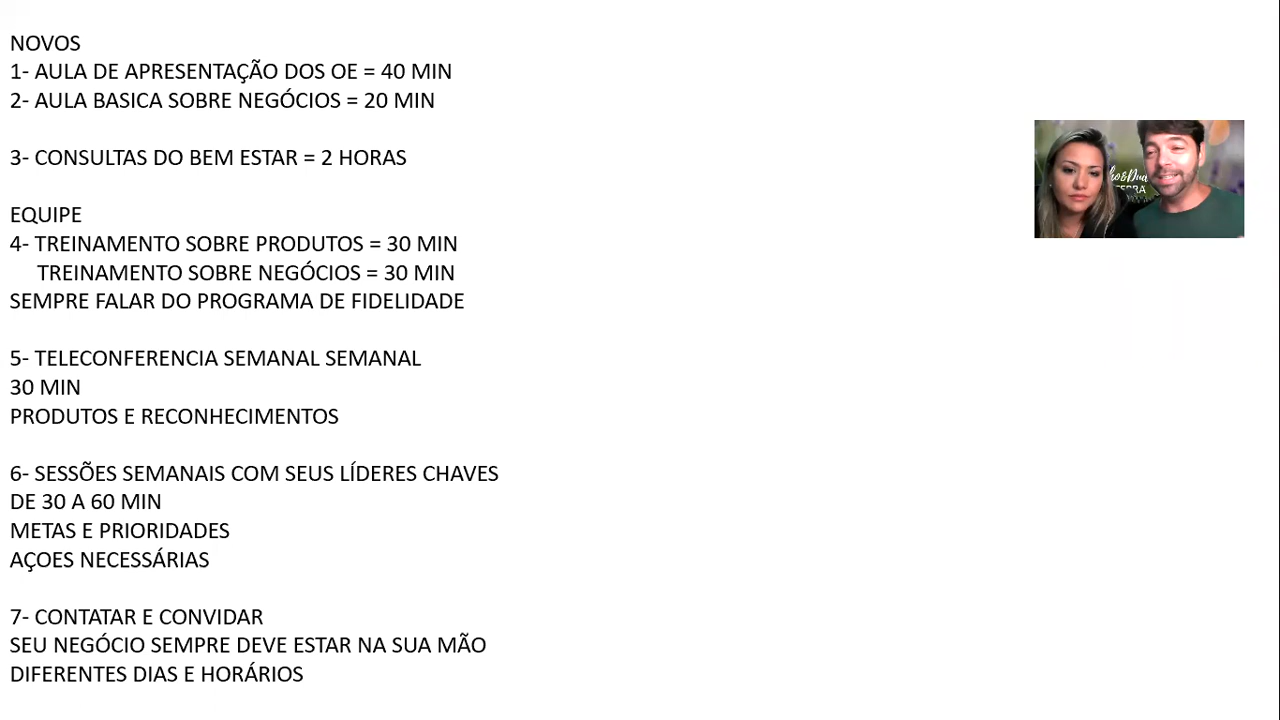 NOVOS
1- AULA DE APRESENTAÇÃO DOS OE = 40 MIN
2- AULA BASICA SOBRE NEGÓCIOS = 20 MIN
3- CONSULTAS DO BEM ESTAR = 2 HORAS
EQUIPE
4- TREINAMENTO SOBRE PRODUTOS = 30 MIN
TREINAMENTO SOBRE NEGÓCIOS = 30 MIN
SEMPRE FALAR DO PROGRAMA DE FIDELIDADE
5- TELECONFERENCIA SEMANAL SEMANAL
30 MIN
PRODUTOS E RECONHECIMENTOS
6- SESSÕES SEMANAIS COM SEUS LÍDERES CHAVES
DE 30 A 60 MIN
METAS E PRIORIDADES
AÇOES NECESSÁRIAS
7- CONTATAR E CONVIDAR
SEU NEGÓCIO SEMPRE DEVE ESTAR NA SUA MÃO
DIFERENTES DIAS E HORÁRIOS